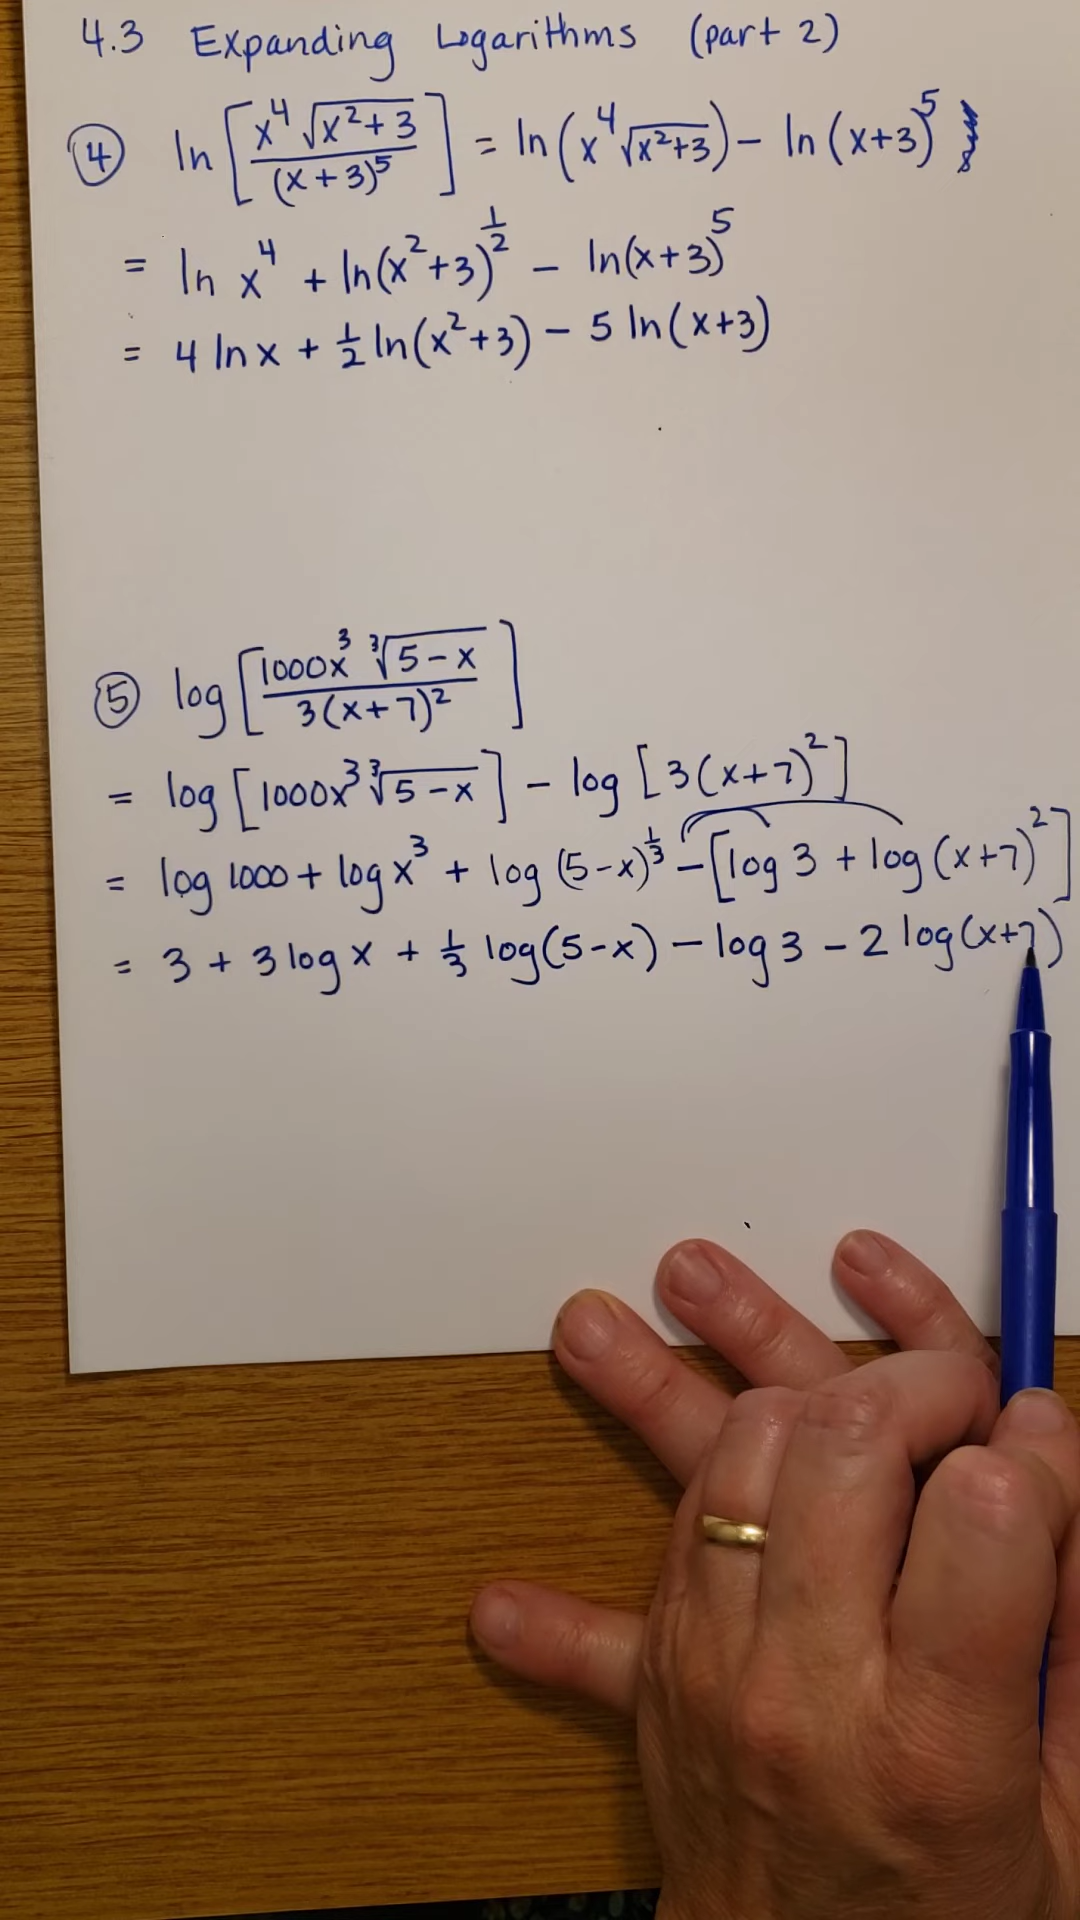 4.3 Expanding Logarithms (part 2)
④ ln [x⁴ √(x²+3) / (x+3)⁵] = ln(x⁴√(x²+3)) − ln(x+3)⁵
= ln x⁴ + ln(x²+3)^½ − ln(x+3)⁵
= 4 ln x + ½ ln(x²+3) − 5 ln(x+3)
⑤ log [1000x³ ∛(5−x) / 3(x+7)²]
= log [1000x³ ∛(5−x)] − log [3(x+7)²]
= log 1000 + log x³ + log (5−x)^⅓ − [log 3 + log (x+7)²]
= 3 + 3 log x + ⅓ log(5−x) − log 3 − 2 log(x+7)